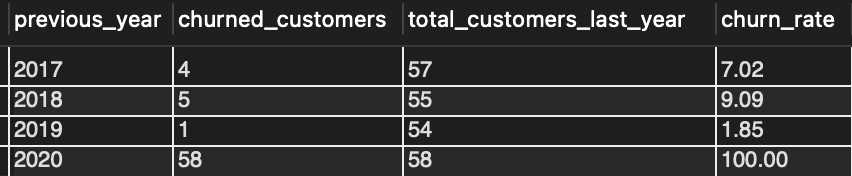 previous_year churned_customers total_customers_last_year churn_rate
2017 4 57 7.02
2018 5 55 9.09
2019 1 54 1.85
2020 58 58 100.00